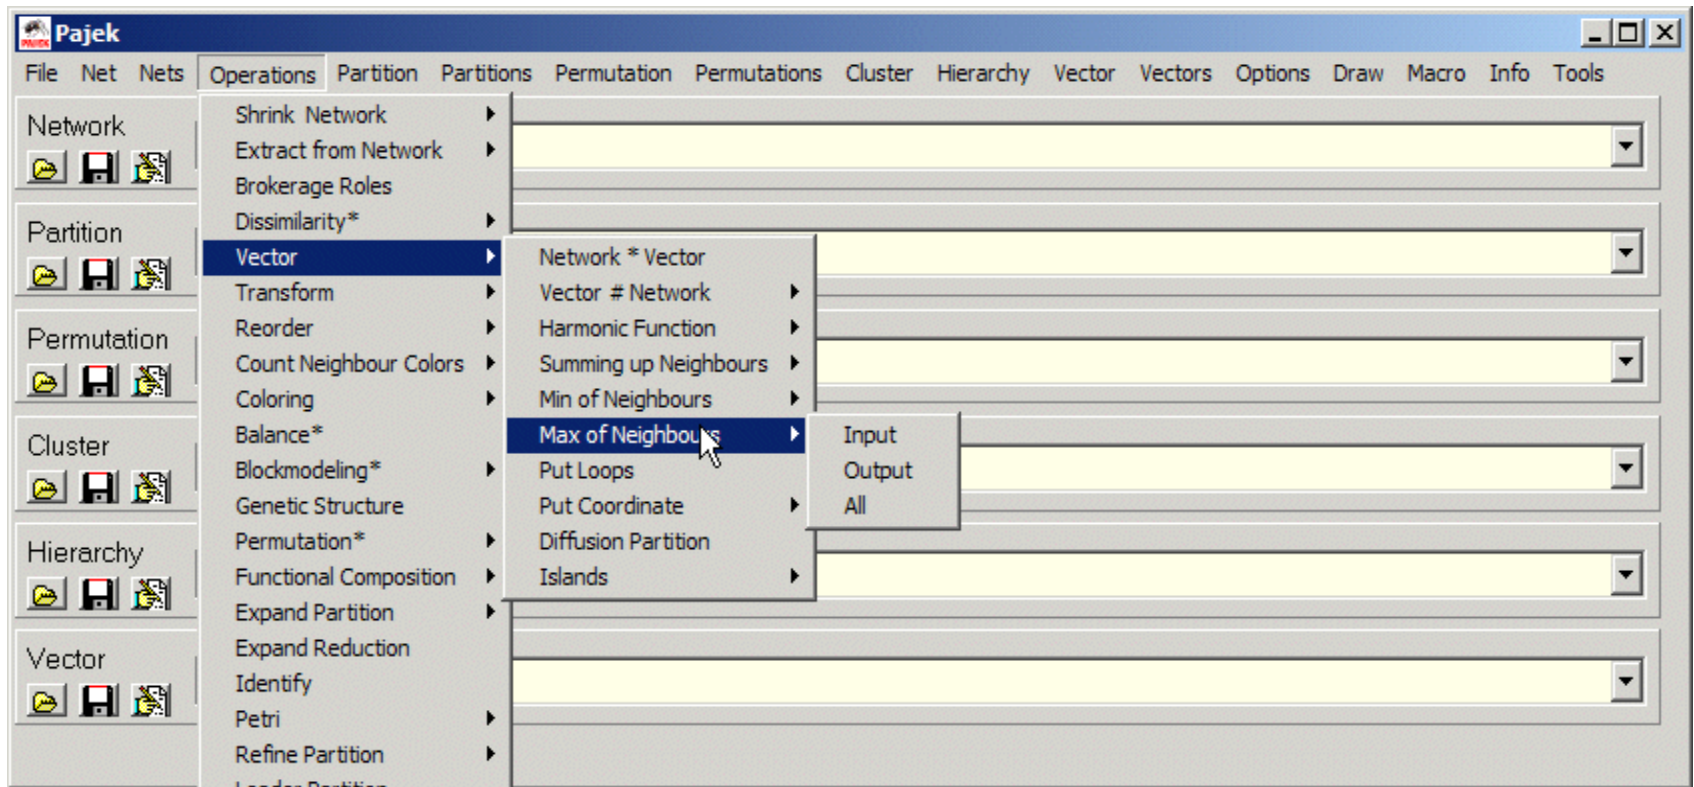 Pajek
File Net Nets Operations Partition Partitions Permutation Permutations Cluster Hierarchy Vector Vectors Options Draw Macro Info Tools
Network
Partition
Permutation
Cluster
Hierarchy
Vector
Shrink Network
Extract from Network
Brokerage Roles
Dissimilarity*
Vector
Transform
Reorder
Count Neighbour Colors
Coloring
Balance*
Blockmodeling*
Genetic Structure
Permutation*
Functional Composition
Expand Partition
Expand Reduction
Identify
Petri
Refine Partition
Leader Partition
Network * Vector
Vector # Network
Harmonic Function
Summing up Neighbours
Min of Neighbours
Max of Neighbours
Put Loops
Put Coordinate
Diffusion Partition
Islands
Input
Output
All